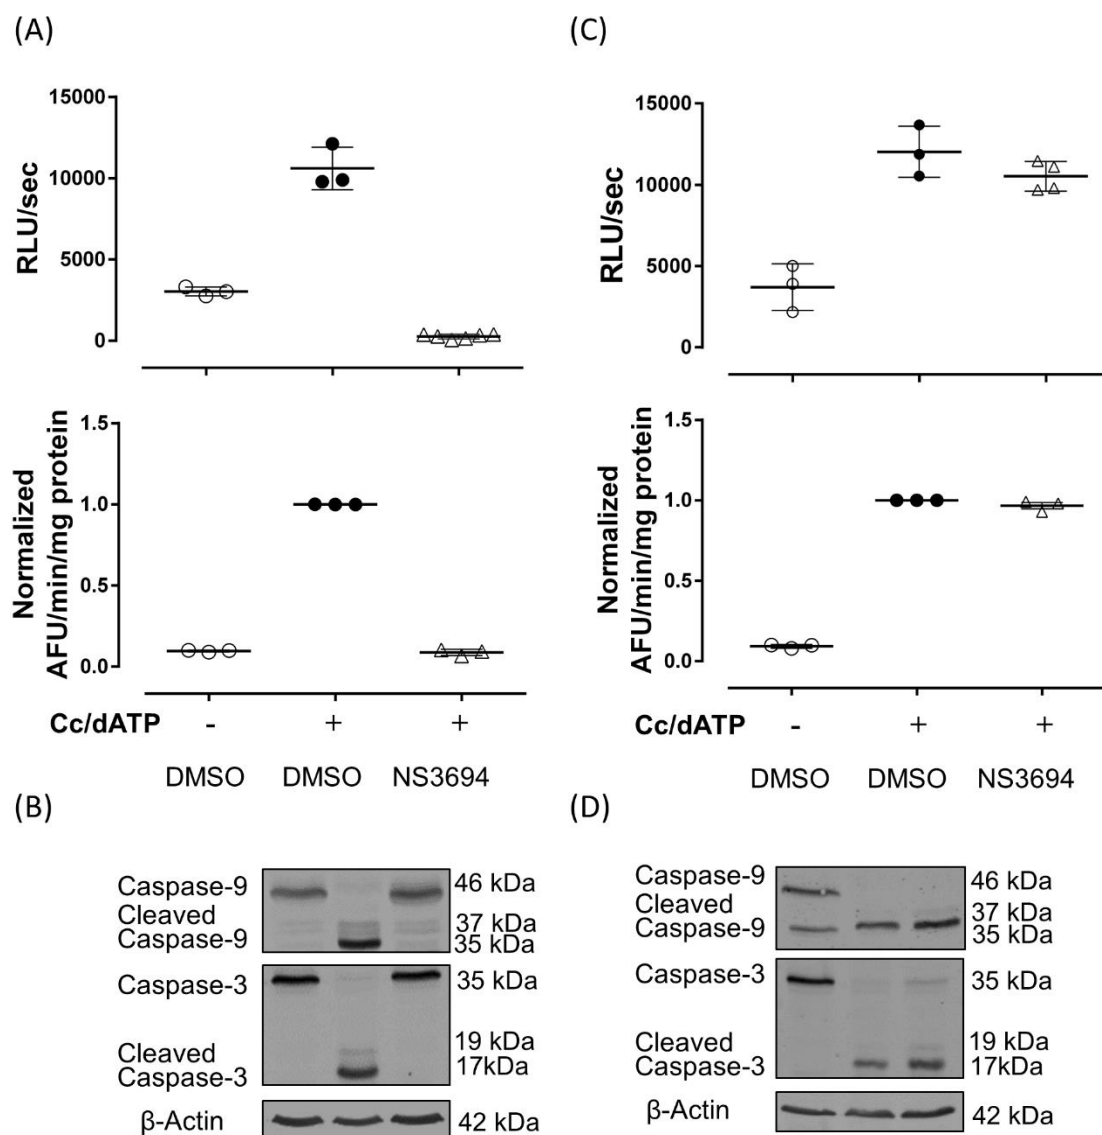 (A)
15000
10000
5000
0
RLU/sec
1.5
1.0
0.5
0.0
Normalized
AFU/min/mg protein
Cc/dATP - + +
DMSO DMSO NS3694
(B)
Caspase-9 46 kDa
Cleaved 37 kDa
Caspase-9 35 kDa
Caspase-3 35 kDa
19 kDa
Cleaved
Caspase-3 17kDa
β-Actin 42 kDa
(C)
15000
10000
5000
0
RLU/sec
1.5
1.0
0.5
0.0
Normalized
AFU/min/mg protein
Cc/dATP - + +
DMSO DMSO NS3694
(D)
Caspase-9 46 kDa
Cleaved 37 kDa
Caspase-9 35 kDa
Caspase-3 35 kDa
19 kDa
Cleaved
Caspase-3 17kDa
β-Actin 42 kDa